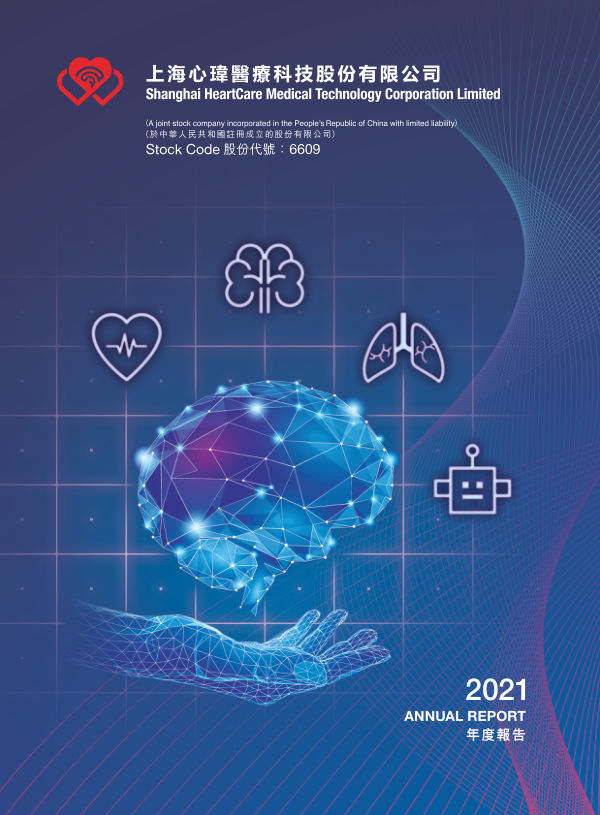 上海心瑋醫療科技股份有限公司
Shanghai HeartCare Medical Technology Corporation Limited
(A joint stock company incorporated in the People's Republic of China with limited liability)
(於中華人民共和國註冊成立的股份有限公司)
Stock Code 股份代號：6609
2021
ANNUAL REPORT
年度報告